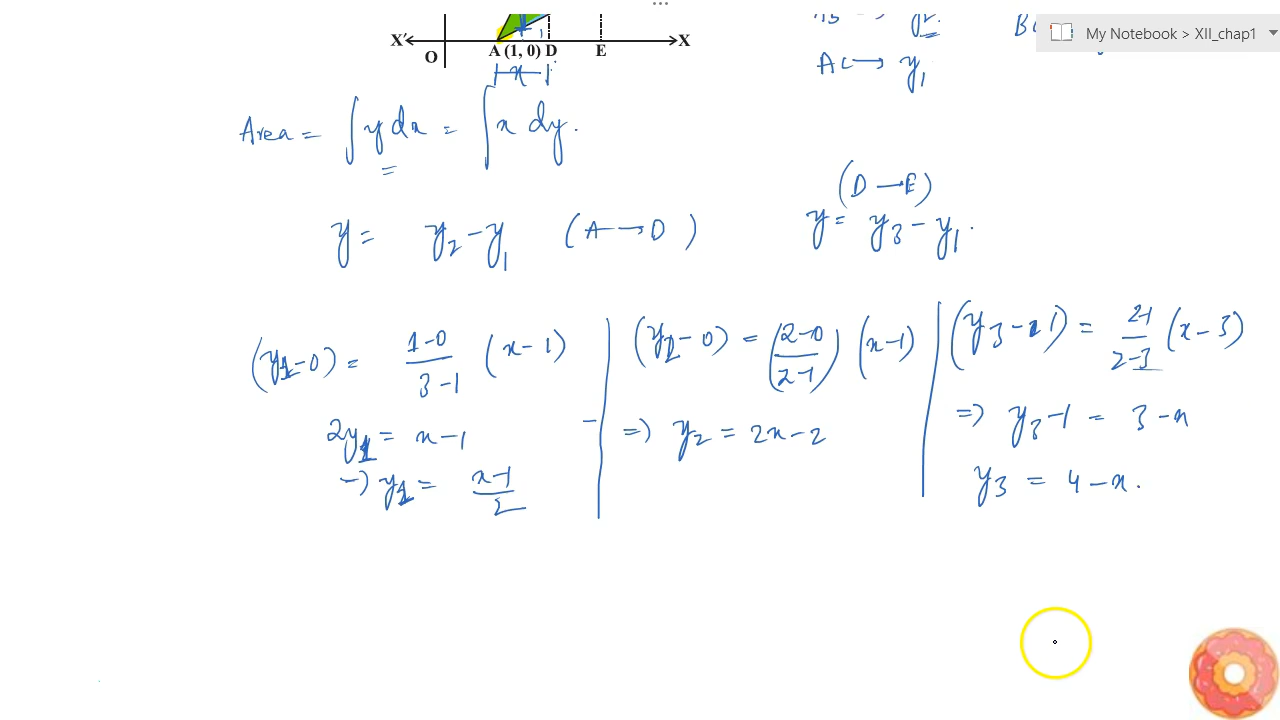 My Notebook > XII_chap1
X′ O A (1, 0) D E X
x
AC → y₁
Area = ∫ y dx = ∫ x dy.
(D → E)
y = y₂ - y₁ (A → D)
y = y₃ - y₁.
(y₁-0) = 1-0/3-1 (x-1)
(y₂-0) = (2-0/2-1) (x-1)
(y₃-1) = 2-1/2-3 (x-3)
2y₁ = x-1
⇒ y₂ = 2x-2
⇒ y₃-1 = 3-x
→ y₁ = x-1/2
y₃ = 4-x.